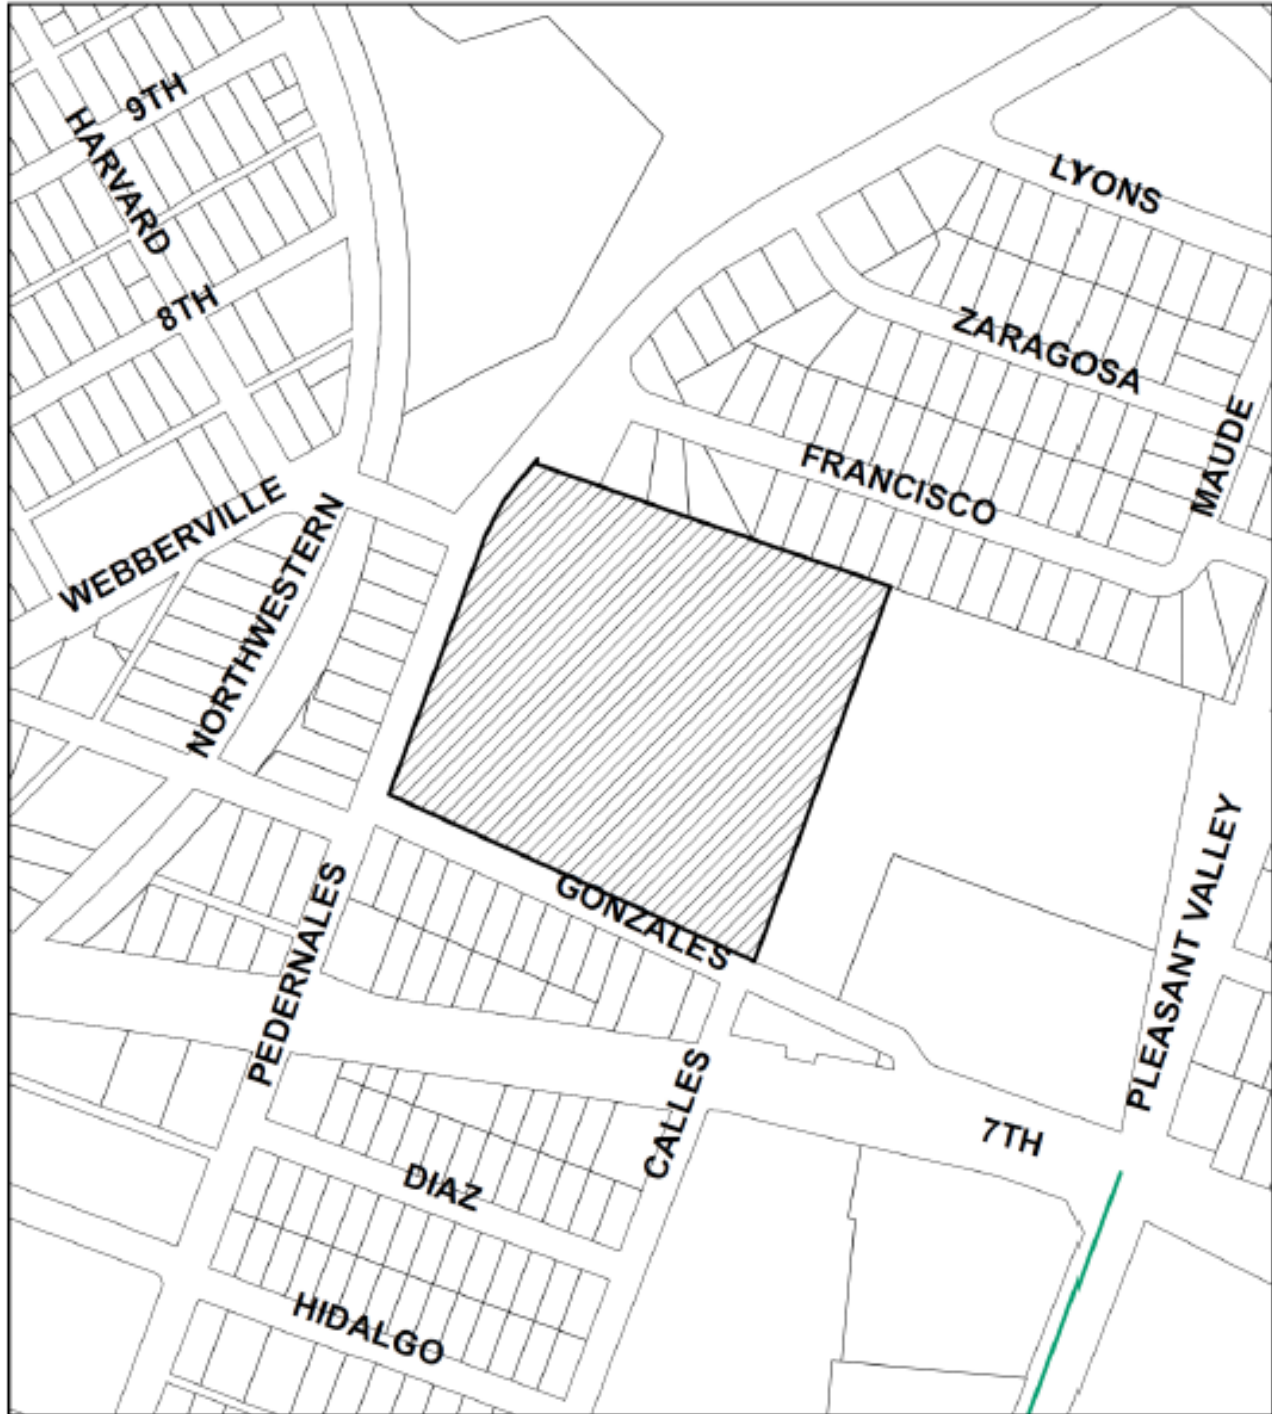 9TH
HARVARD
LYONS
8TH
ZARAGOSA
MAUDE
FRANCISCO
WEBBERVILLE
NORTHWESTERN
PLEASANT VALLEY
GONZALES
PEDERNALES
CALLES
7TH
DIAZ
HIDALGO